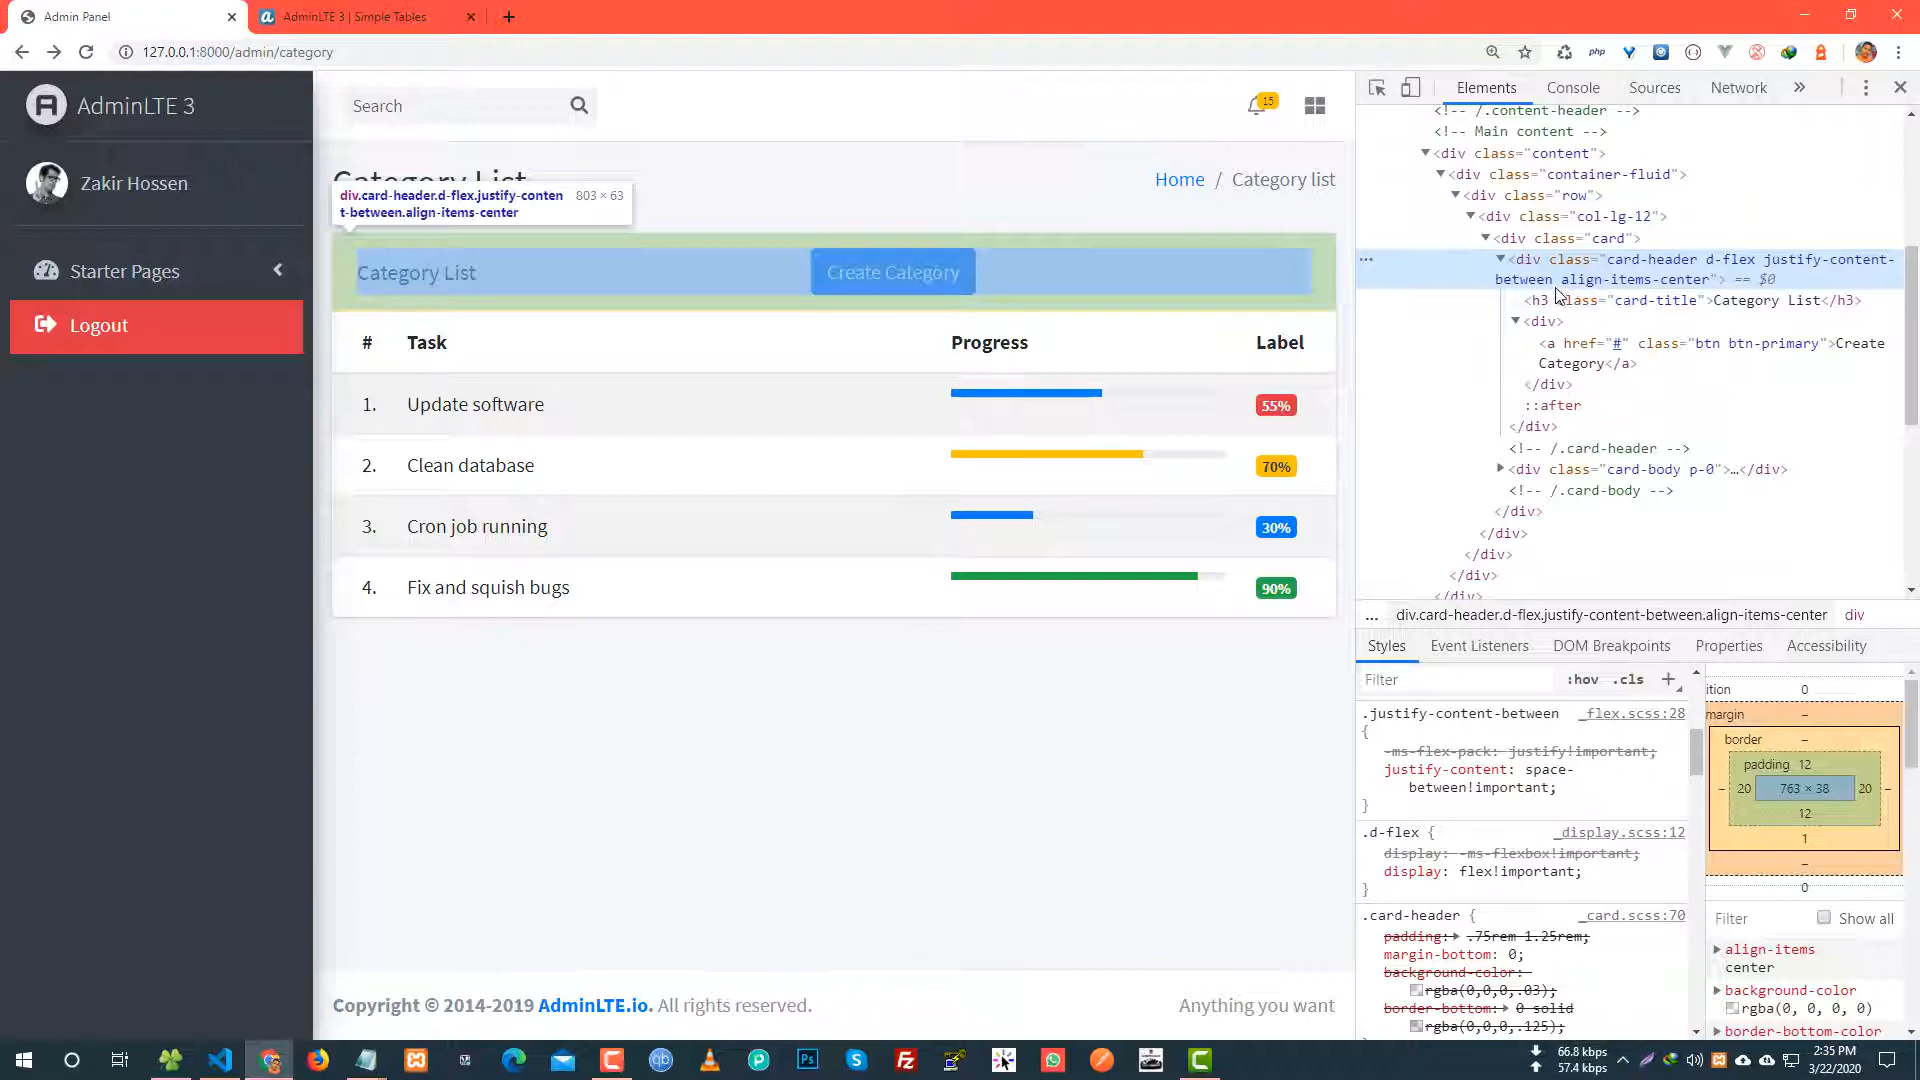 Admin Panel
AdminLTE 3 | Simple Tables
127.0.0.1:8000/admin/category
php
AdminLTE 3
Zakir Hossen
Starter Pages
Logout
Search
15
Category List
Home / Category list
div.card-header.d-flex.justify-conten 803 × 63
t-between.align-items-center
Category List
Create Category
# Task Progress Label
1. Update software 55%
2. Clean database 70%
3. Cron job running 30%
4. Fix and squish bugs 90%
Copyright © 2014-2019 AdminLTE.io. All rights reserved.
Anything you want
Elements Console Sources Network
<!-- /.content-header -->
<!-- Main content -->
<div class="content">
<div class="container-fluid">
<div class="row">
<div class="col-lg-12">
<div class="card">
<div class="card-header d-flex justify-content-
between align-items-center"> == $0
<h3 class="card-title">Category List</h3>
<div>
<a href="#" class="btn btn-primary">Create
Category</a>
</div>
::after
</div>
<!-- /.card-header -->
<div class="card-body p-0">…</div>
<!-- /.card-body -->
</div>
</div>
</div>
</div>
</div>
... div.card-header.d-flex.justify-content-between.align-items-center div
Styles Event Listeners DOM Breakpoints Properties Accessibility
Filter :hov .cls +
.justify-content-between _flex.scss:28
{
-ms-flex-pack: justify!important;
justify-content: space-
between!important;
}
.d-flex { _display.scss:12
display: -ms-flexbox!important;
display: flex!important;
}
.card-header { _card.scss:70
padding: .75rem 1.25rem;
margin-bottom: 0;
background-color:
rgba(0,0,0,.03);
border-bottom: 0 solid
rgba(0,0,0,.125);
ition 0
margin –
border –
padding 12
– 20 763 × 38 20 –
12
1
–
0
Filter Show all
align-items
center
background-color
rgba(0, 0, 0, 0)
border-bottom-color
66.8 kbps
57.4 kbps
2:35 PM
3/22/2020